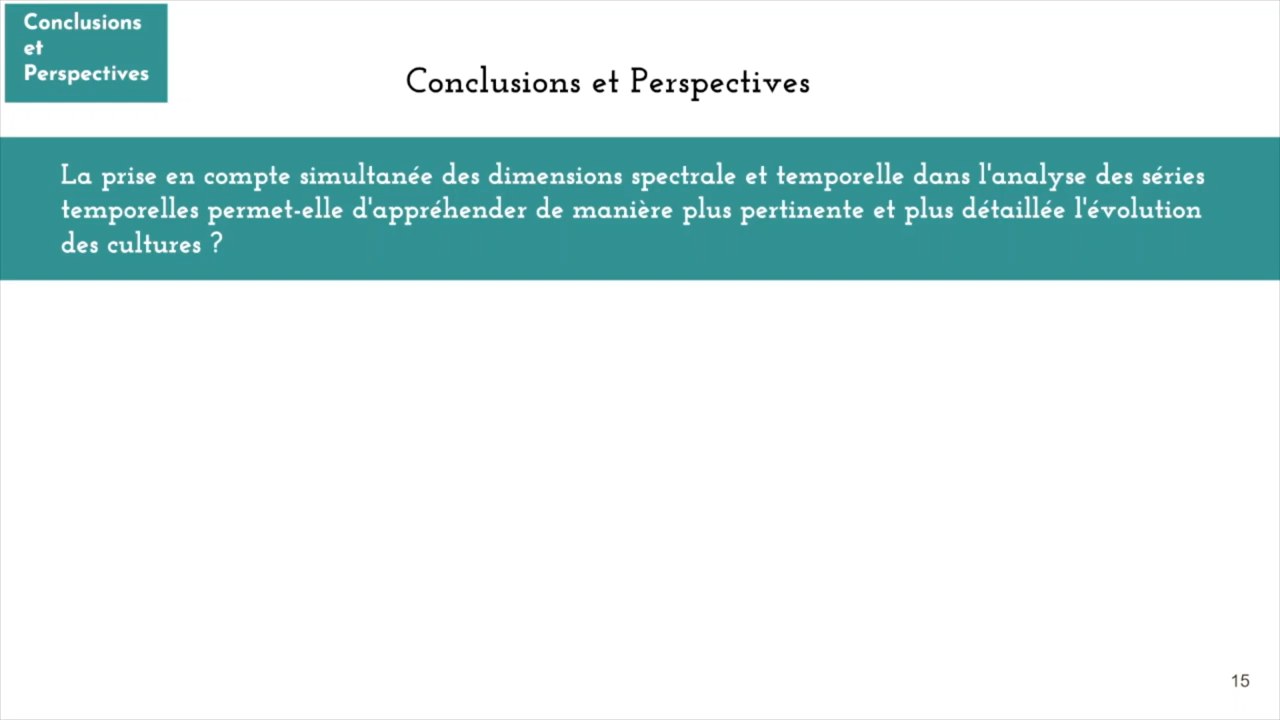 Conclusions
et
Perspectives
Conclusions et Perspectives
La prise en compte simultanée des dimensions spectrale et temporelle dans l'analyse des séries
temporelles permet-elle d'appréhender de manière plus pertinente et plus détaillée l'évolution
des cultures ?
15